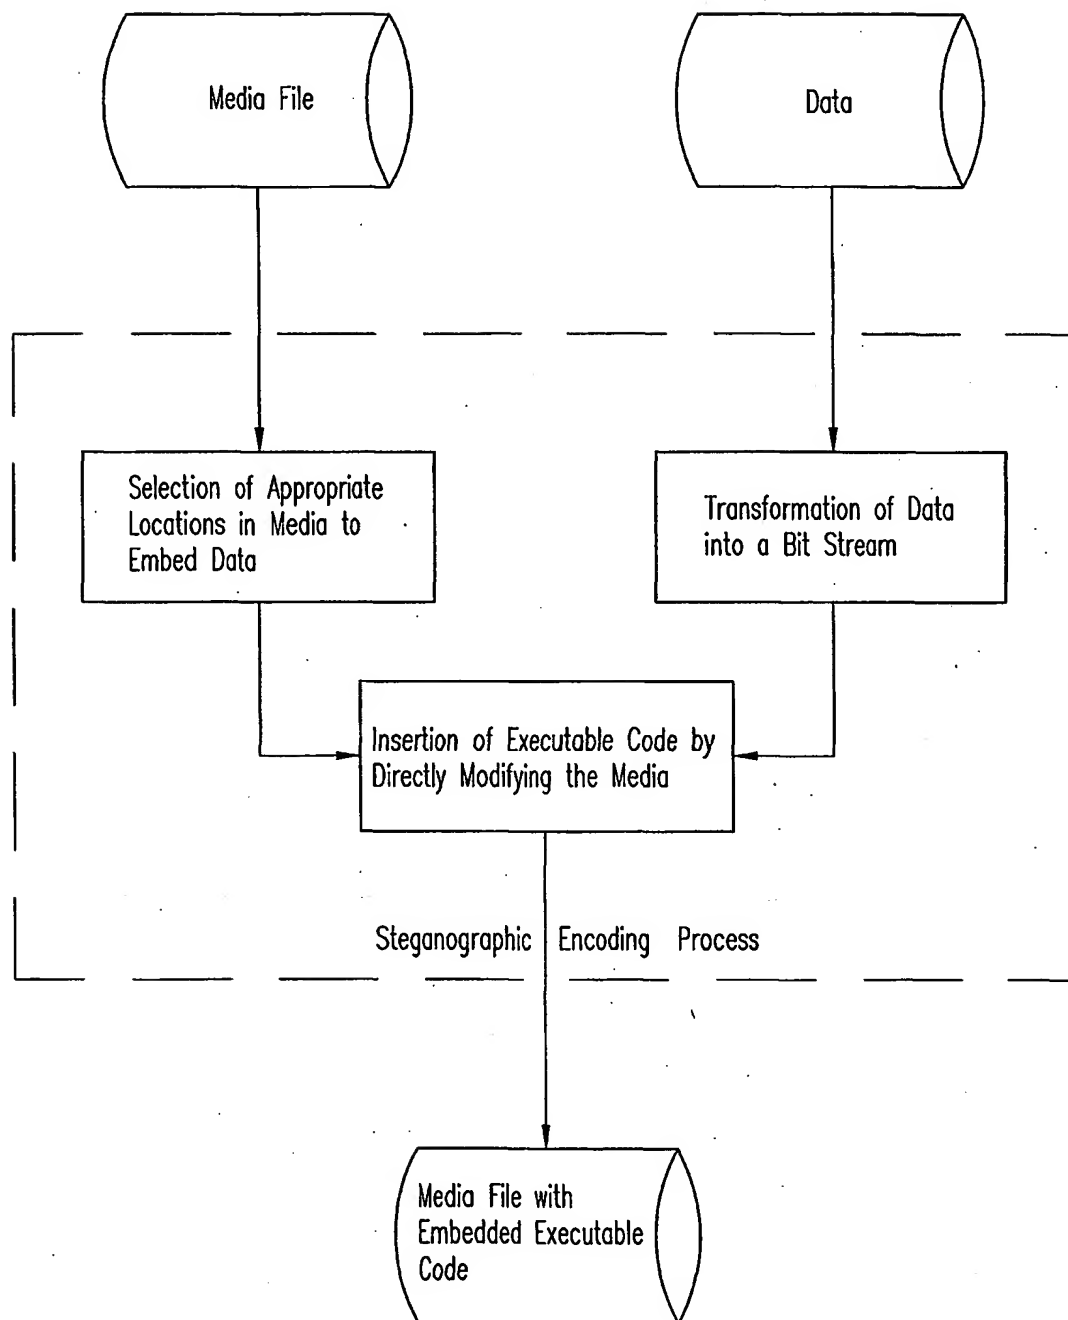 Media File
Data
Selection of Appropriate
Locations in Media to
Embed Data
Transformation of Data
into a Bit Stream
Insertion of Executable Code by
Directly Modifying the Media
Steganographic Encoding Process
Media File with
Embedded Executable
Code